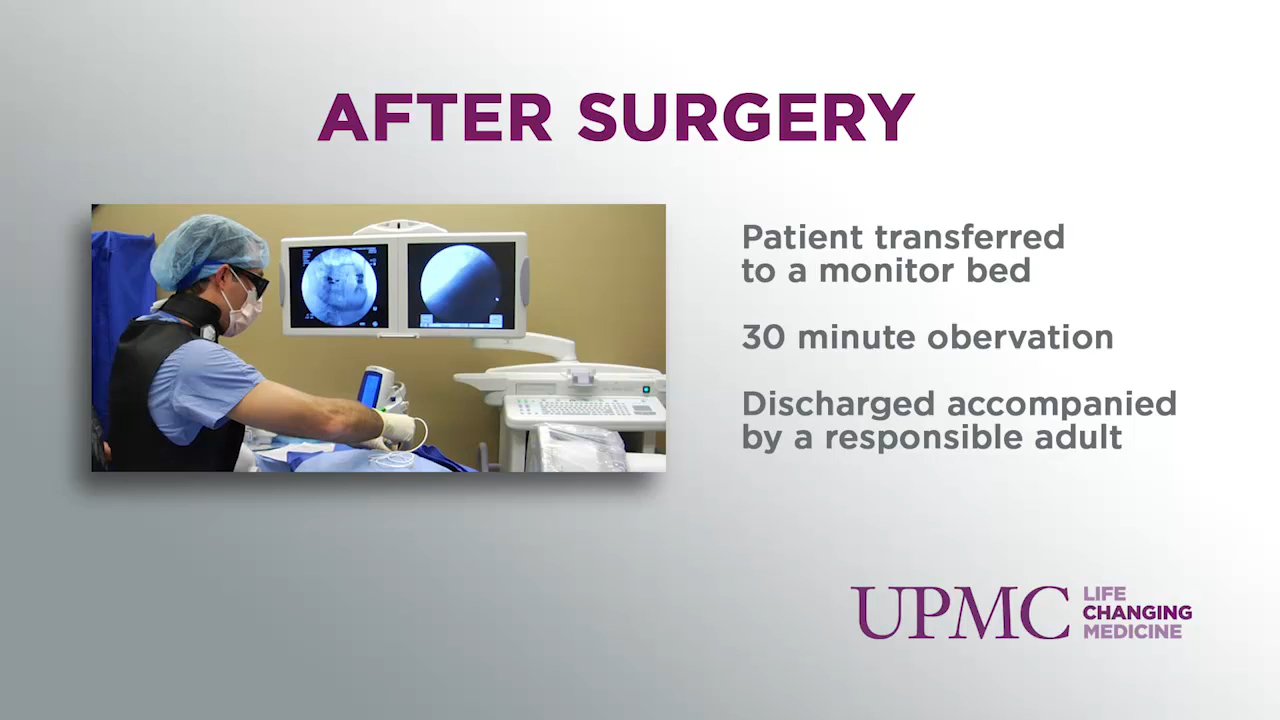 AFTER SURGERY
Patient transferred
to a monitor bed
30 minute obervation
Discharged accompanied
by a responsible adult
UPMC
LIFE
CHANGING
MEDICINE